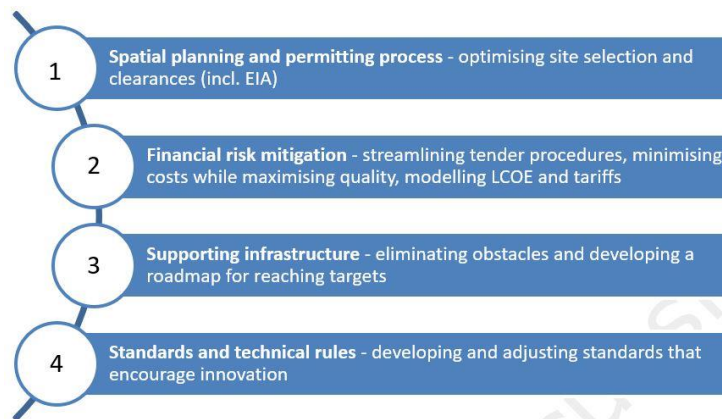 1
Spatial planning and permitting process - optimising site selection and
clearances (incl. EIA)
2
Financial risk mitigation - streamlining tender procedures, minimising
costs while maximising quality, modelling LCOE and tariffs
3
Supporting infrastructure - eliminating obstacles and developing a
roadmap for reaching targets
4
Standards and technical rules - developing and adjusting standards that
encourage innovation